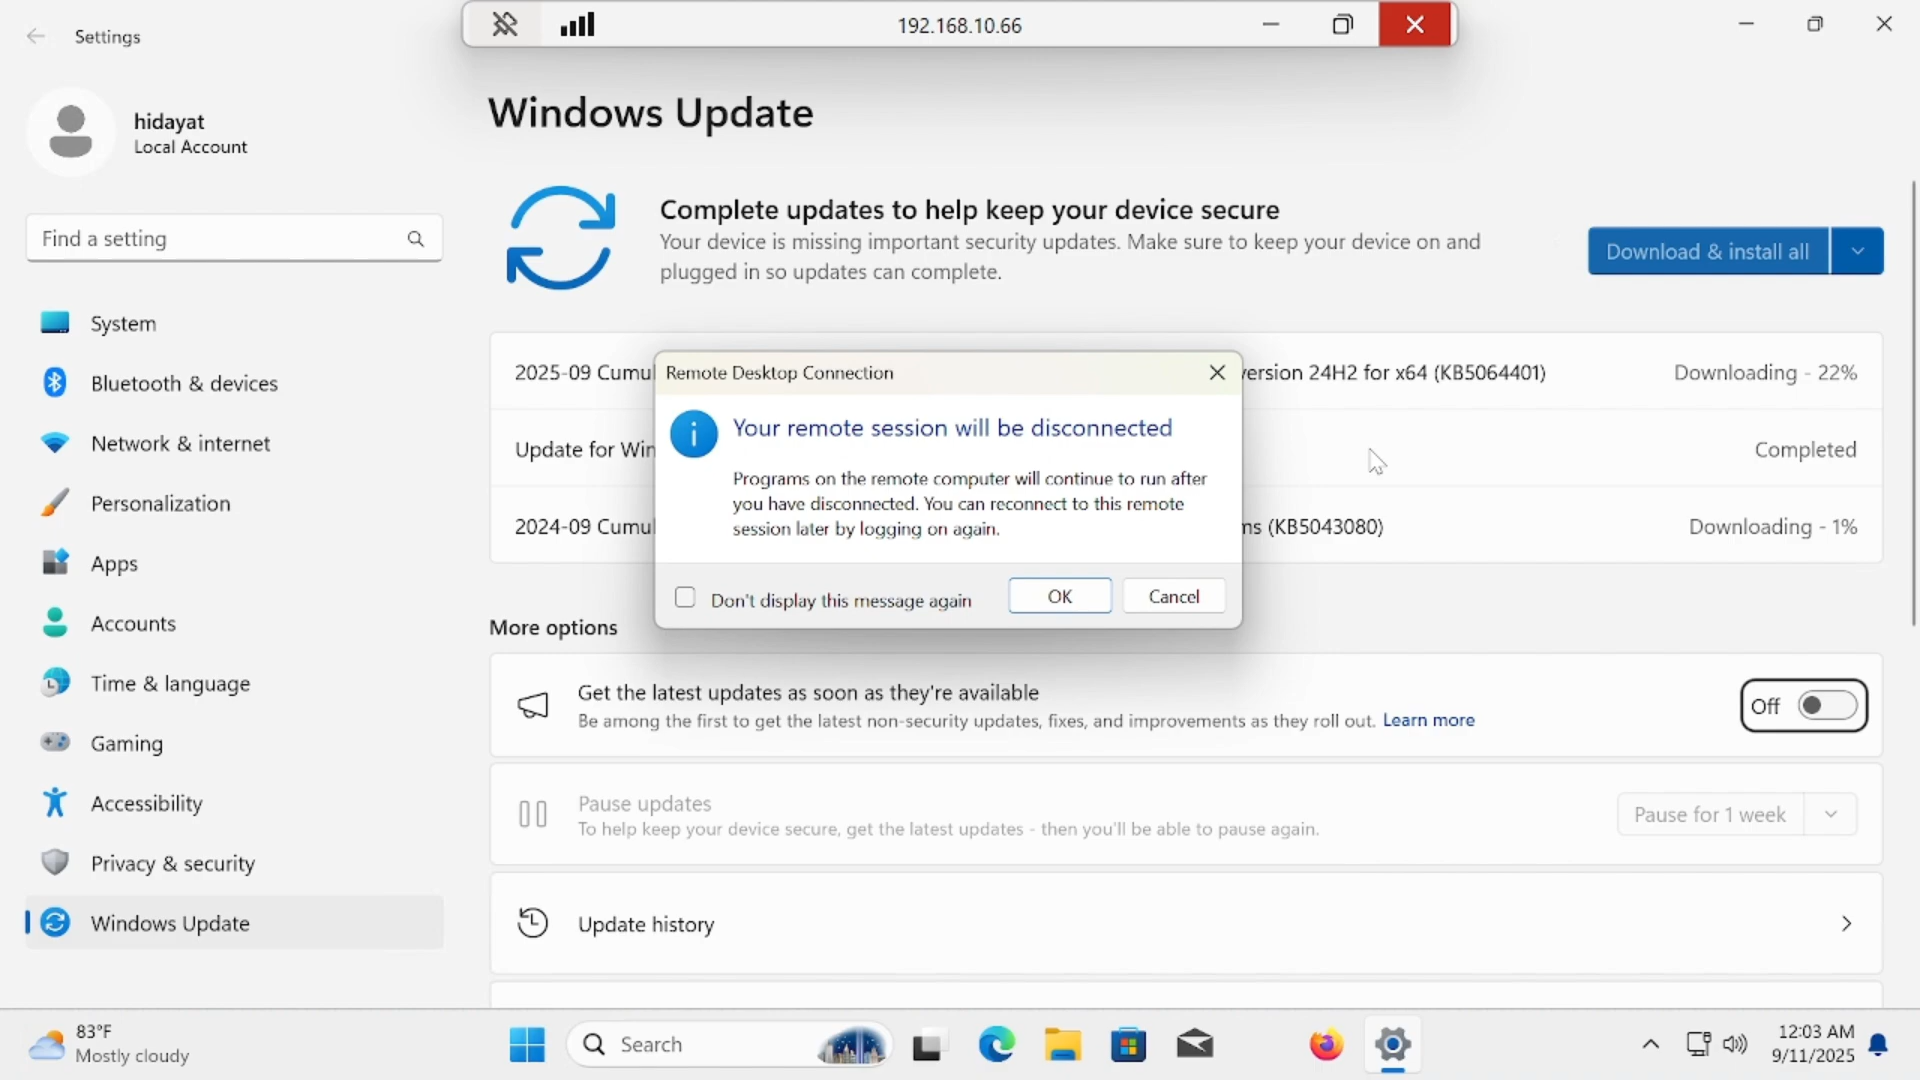 Settings
192.168.10.66
hidayat
Local Account
Find a setting
System
Bluetooth & devices
Network & internet
Personalization
Apps
Accounts
Time & language
Gaming
Accessibility
Privacy & security
Windows Update
Windows Update
Complete updates to help keep your device secure
Your device is missing important security updates. Make sure to keep your device on and
plugged in so updates can complete.
Download & install all
2025-09 Cumul
ersion 24H2 for x64 (KB5064401)
Downloading - 22%
Update for Win
Completed
2024-09 Cumul
ms (KB5043080)
Downloading - 1%
Remote Desktop Connection
Your remote session will be disconnected
Programs on the remote computer will continue to run after
you have disconnected. You can reconnect to this remote
session later by logging on again.
Don't display this message again
OK
Cancel
More options
Get the latest updates as soon as they're available
Be among the first to get the latest non-security updates, fixes, and improvements as they roll out. Learn more
Off
Pause updates
To help keep your device secure, get the latest updates - then you'll be able to pause again.
Pause for 1 week
Update history
83°F
Mostly cloudy
Search
12:03 AM
9/11/2025